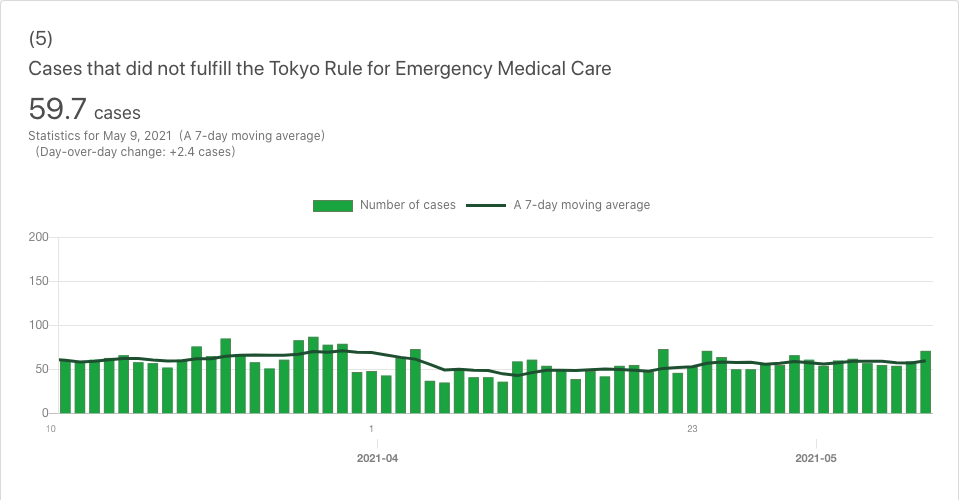 (5)
Cases that did not fulfill the Tokyo Rule for Emergency Medical Care
59.7 cases
Statistics for May 9, 2021 (A 7-day moving average)
(Day-over-day change: +2.4 cases)
Number of cases A 7-day moving average
200
150
100
50
0
10 1 23
2021-04 2021-05